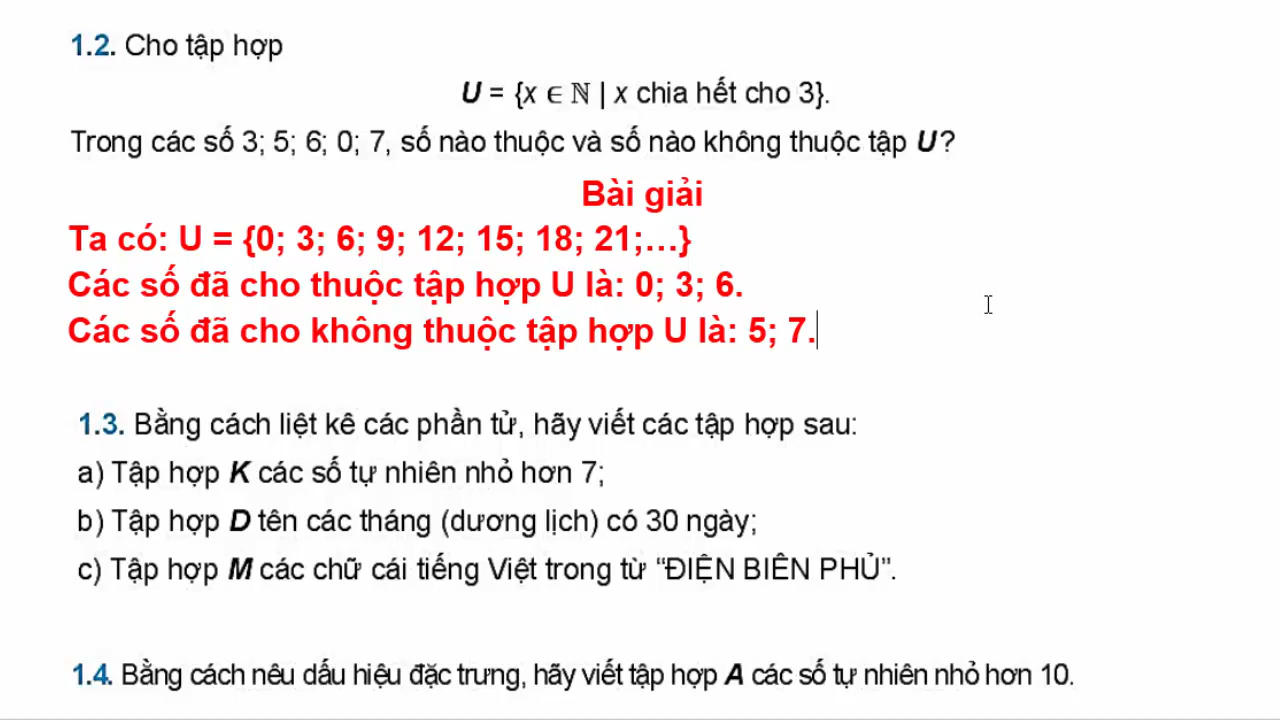 1.2. Cho tập hợp
U = {x ∈ ℕ | x chia hết cho 3}.
Trong các số 3; 5; 6; 0; 7, số nào thuộc và số nào không thuộc tập U?
Bài giải
Ta có: U = {0; 3; 6; 9; 12; 15; 18; 21;...}
Các số đã cho thuộc tập hợp U là: 0; 3; 6.
Các số đã cho không thuộc tập hợp U là: 5; 7.
1.3. Bằng cách liệt kê các phần tử, hãy viết các tập hợp sau:
a) Tập hợp K các số tự nhiên nhỏ hơn 7;
b) Tập hợp D tên các tháng (dương lịch) có 30 ngày;
c) Tập hợp M các chữ cái tiếng Việt trong từ “ĐIỆN BIÊN PHỦ”.
1.4. Bằng cách nêu dấu hiệu đặc trưng, hãy viết tập hợp A các số tự nhiên nhỏ hơn 10.